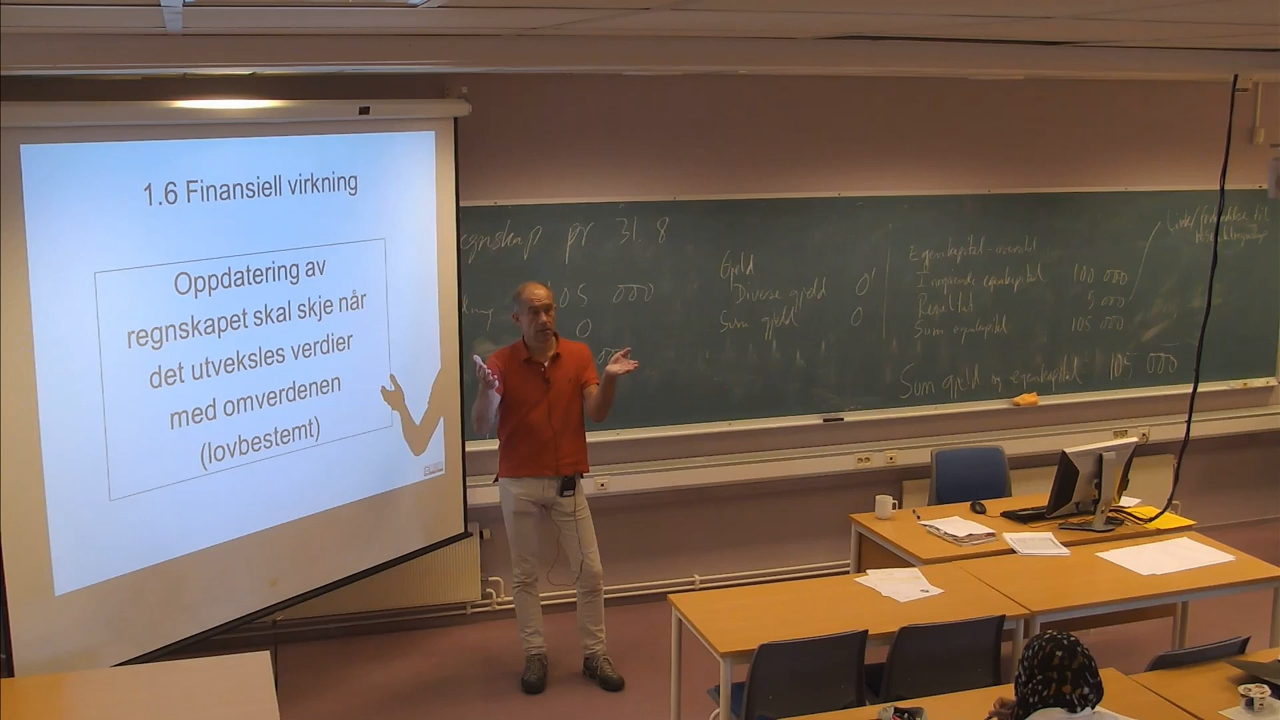 1.6 Finansiell virkning
Oppdatering av
regnskapet skal skje når
det utveksles verdier
med omverdenen
(lovbestemt)
pr. 31.8
105 000
0
Gjeld
Diverse gjeld 0
Sum gjeld 0
Egenkapital-oversikt
Inngående egenkapital 100 000
Resultat 5 000
Sum egenkapital 105 000
Sum gjeld og egenkapital 105 000